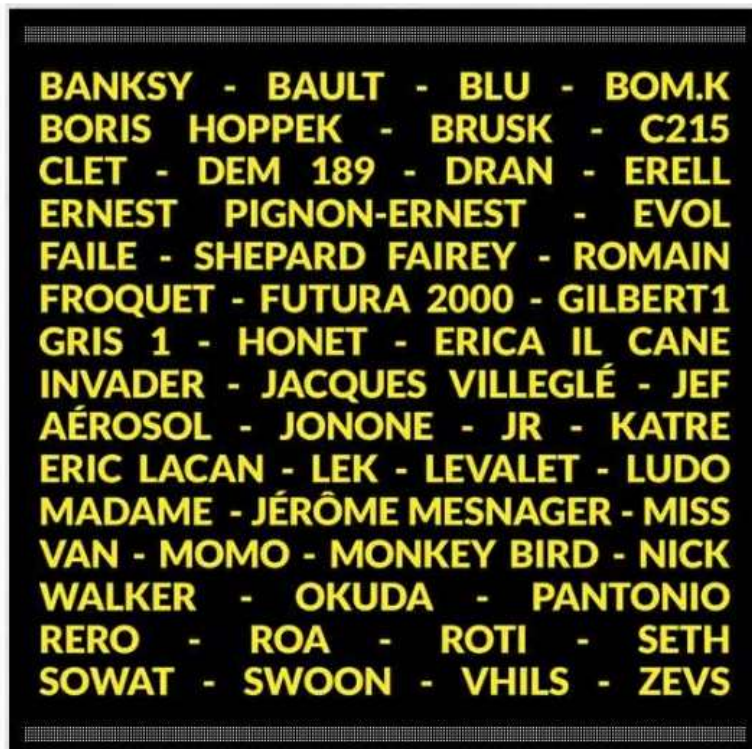 BANKSY - BAULT - BLU - BOM.K
BORIS HOPPEK - BRUSK - C215
CLET - DEM 189 - DRAN - ERELL
ERNEST PIGNON-ERNEST - EVOL
FAILE - SHEPARD FAIREY - ROMAIN
FROQUET - FUTURA 2000 - GILBERT1
GRIS 1 - HONET - ERICA IL CANE
INVADER - JACQUES VILLEGLÉ - JEF
AÉROSOL - JONONE - JR - KATRE
ERIC LACAN - LEK - LEVALET - LUDO
MADAME - JÉRÔME MESNAGER - MISS
VAN - MOMO - MONKEY BIRD - NICK
WALKER - OKUDA - PANTONIO
RERO - ROA - ROTI - SETH
SOWAT - SWOON - VHILS - ZEVS